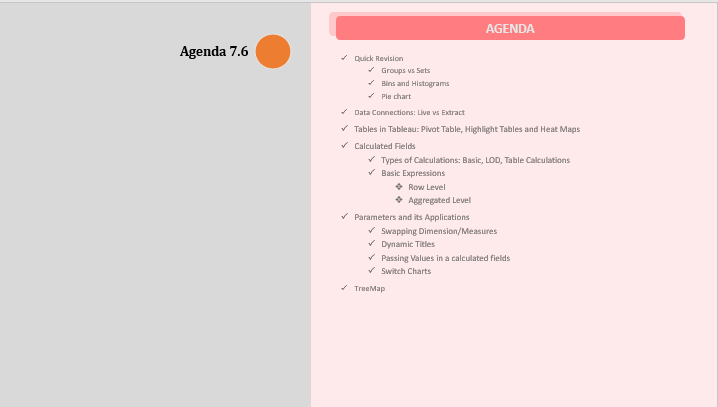 Agenda 7.6
AGENDA
✓ Quick Revision
✓ Groups vs Sets
✓ Bins and Histograms
✓ Pie chart
✓ Data Connections: Live vs Extract
✓ Tables in Tableau: Pivot Table, Highlight Tables and Heat Maps
✓ Calculated Fields
✓ Types of Calculations: Basic, LOD, Table Calculations
✓ Basic Expressions
❖ Row Level
❖ Aggregated Level
✓ Parameters and its Applications
✓ Swapping Dimension/Measures
✓ Dynamic Titles
✓ Passing Values in a calculated fields
✓ Switch Charts
✓ TreeMap